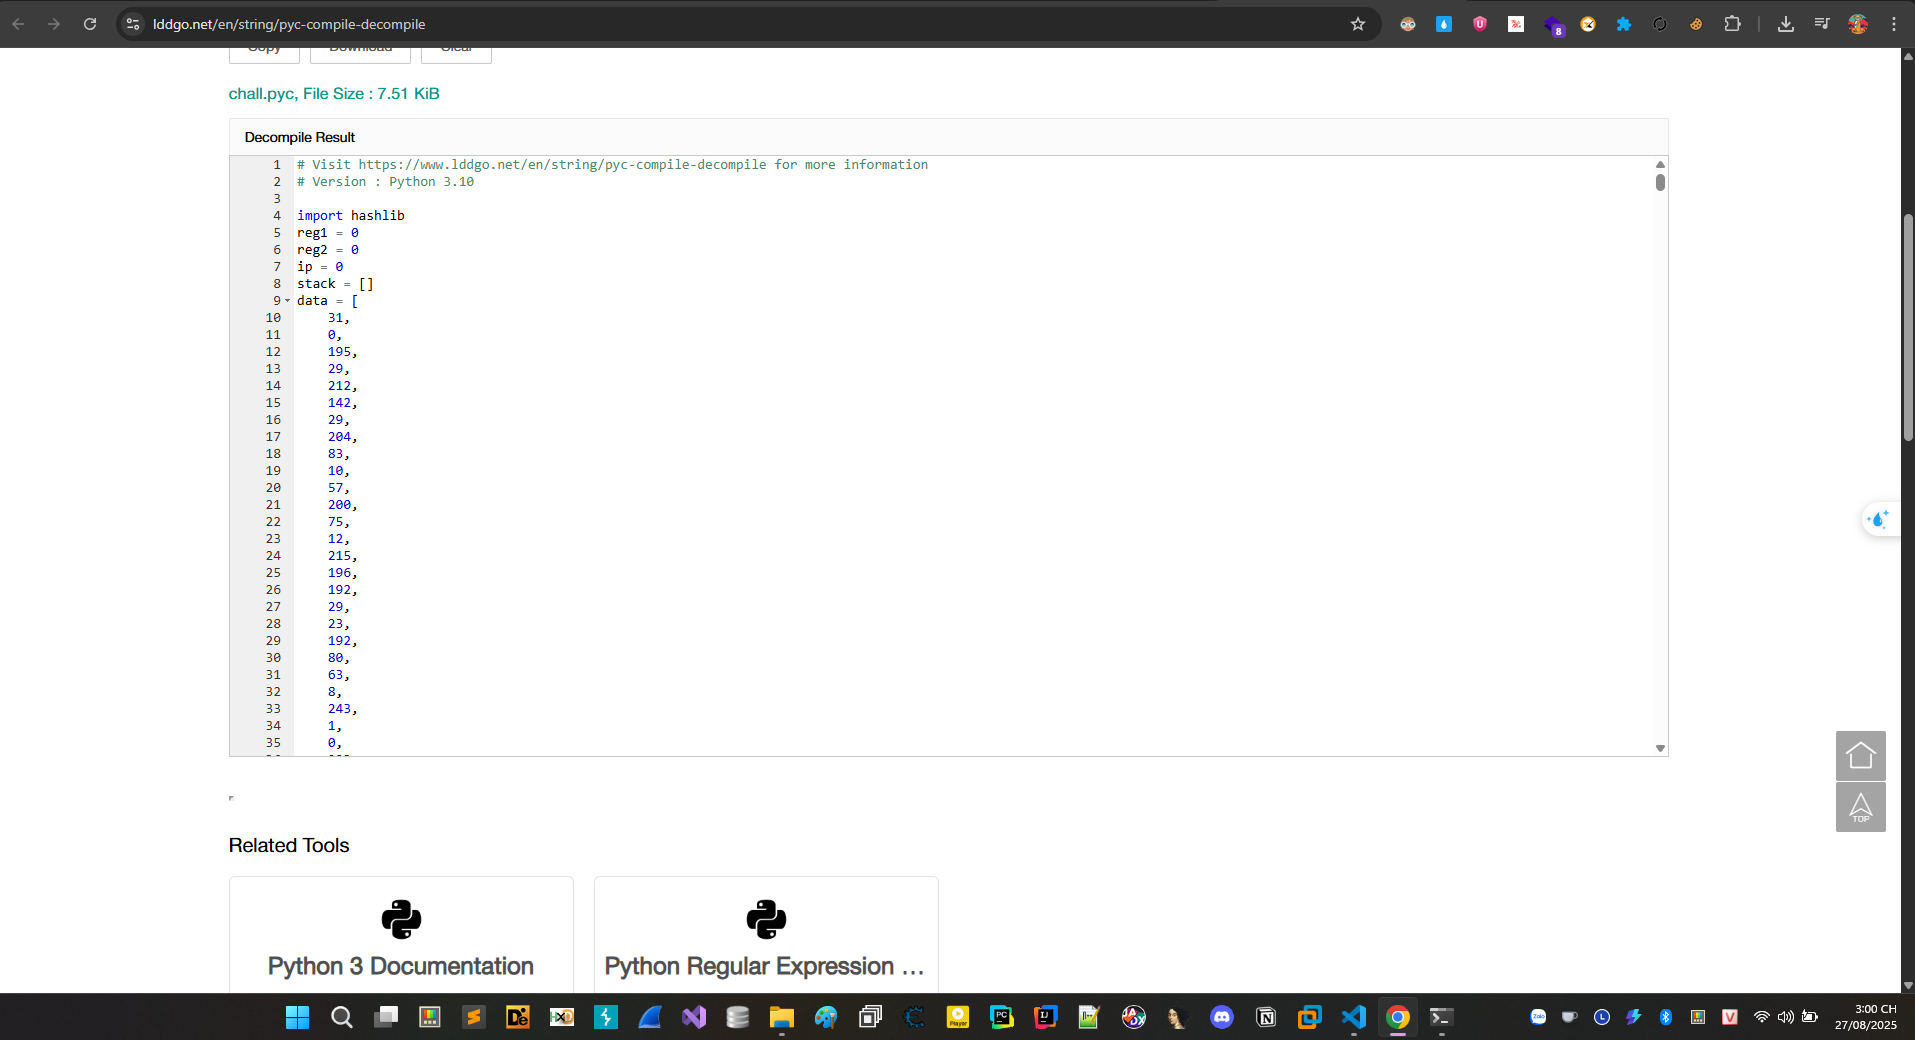 lddgo.net/en/string/pyc-compile-decompile
8
Copy
Download
Clear
chall.pyc, File Size : 7.51 KiB
Decompile Result
1 # Visit https://www.lddgo.net/en/string/pyc-compile-decompile for more information
2 # Version : Python 3.10
3
4 import hashlib
5 reg1 = 0
6 reg2 = 0
7 ip = 0
8 stack = []
9 data = [
10 31,
11 0,
12 195,
13 29,
14 212,
15 142,
16 29,
17 204,
18 83,
19 10,
20 57,
21 200,
22 75,
23 12,
24 215,
25 196,
26 192,
27 29,
28 23,
29 192,
30 80,
31 63,
32 8,
33 243,
34 1,
35 0,
TOP
Related Tools
Python 3 Documentation
Python Regular Expression ...
3:00 CH
27/08/2025